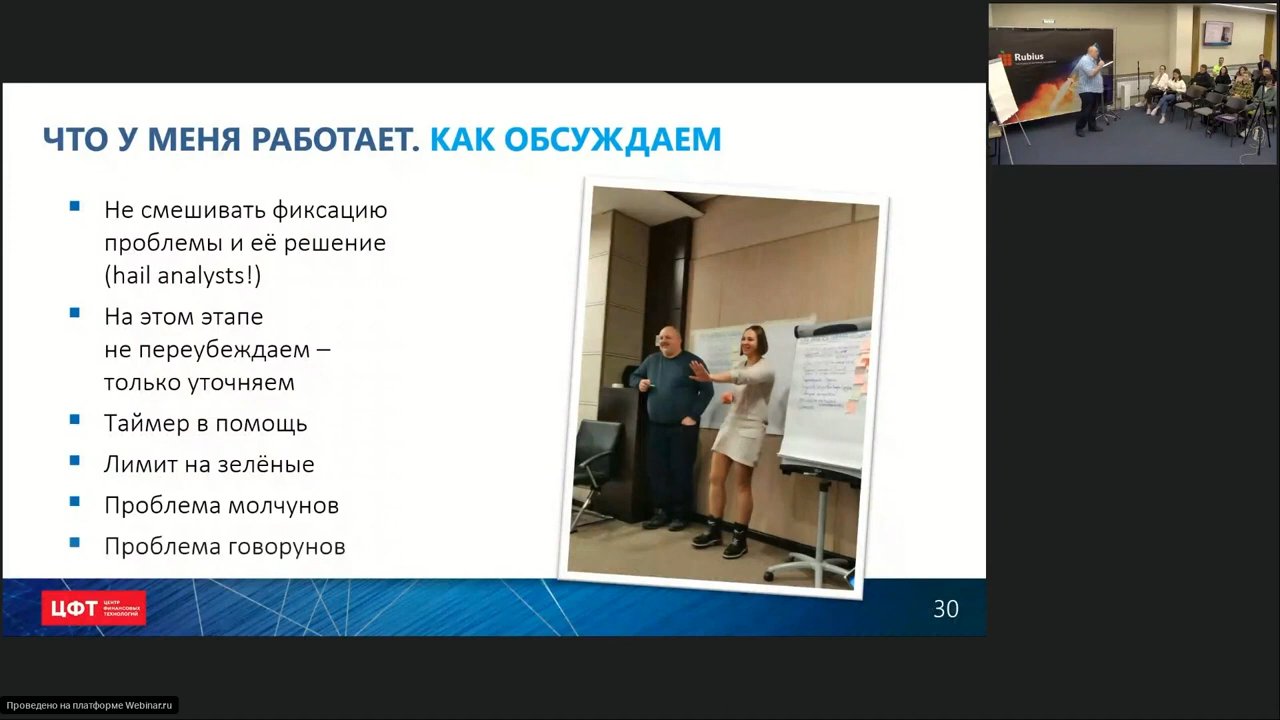 ЧТО У МЕНЯ РАБОТАЕТ. КАК ОБСУЖДАЕМ
Не смешивать фиксацию
проблемы и её решение
(hail analysts!)
На этом этапе
не переубеждаем –
только уточняем
Таймер в помощь
Лимит на зелёные
Проблема молчунов
Проблема говорунов
ЦФТ
ЦЕНТР
ФИНАНСОВЫХ
ТЕХНОЛОГИЙ
30
Rubius
Проведено на платформе Webinar.ru